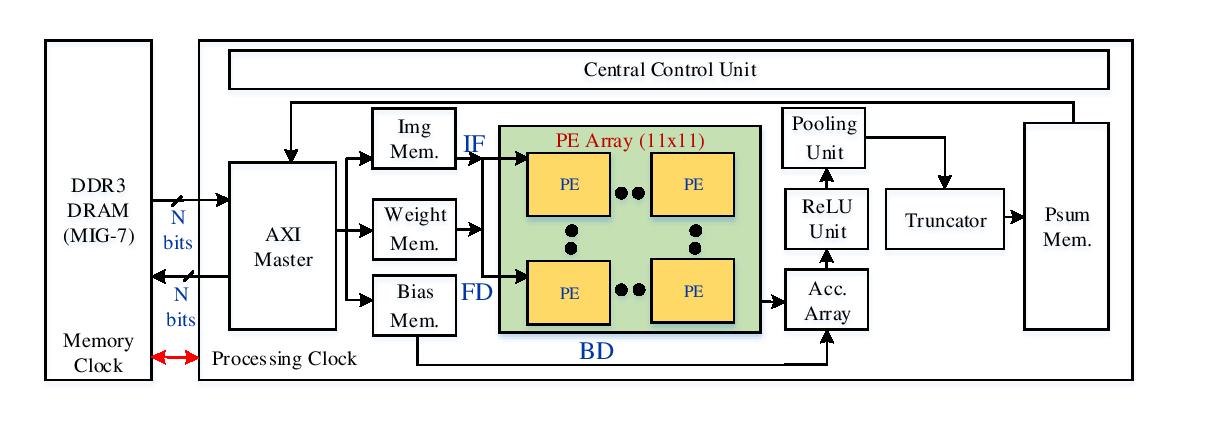 Central Control Unit
DDR3
DRAM
(MIG-7)
N
bits
N
bits
Memory
Clock
Processing Clock
AXI
Master
Img
Mem.
Weight
Mem.
Bias
Mem.
IF
FD
BD
PE Array (11x11)
PE
PE
PE
PE
Pooling
Unit
ReLU
Unit
Acc.
Array
Truncator
Psum
Mem.